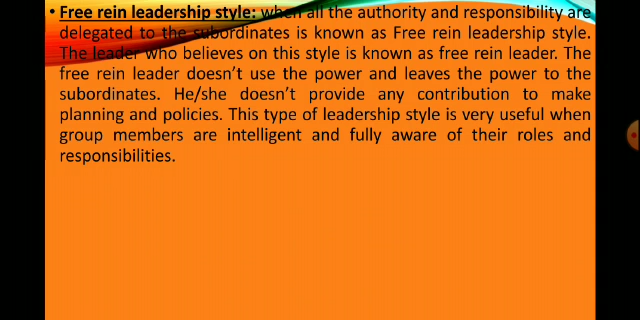 • Free rein leadership style: when all the authority and responsibility are
delegated to the subordinates is known as Free rein leadership style.
The leader who believes on this style is known as free rein leader. The
free rein leader doesn't use the power and leaves the power to the
subordinates. He/she doesn't provide any contribution to make
planning and policies. This type of leadership style is very useful when
group members are intelligent and fully aware of their roles and
responsibilities.